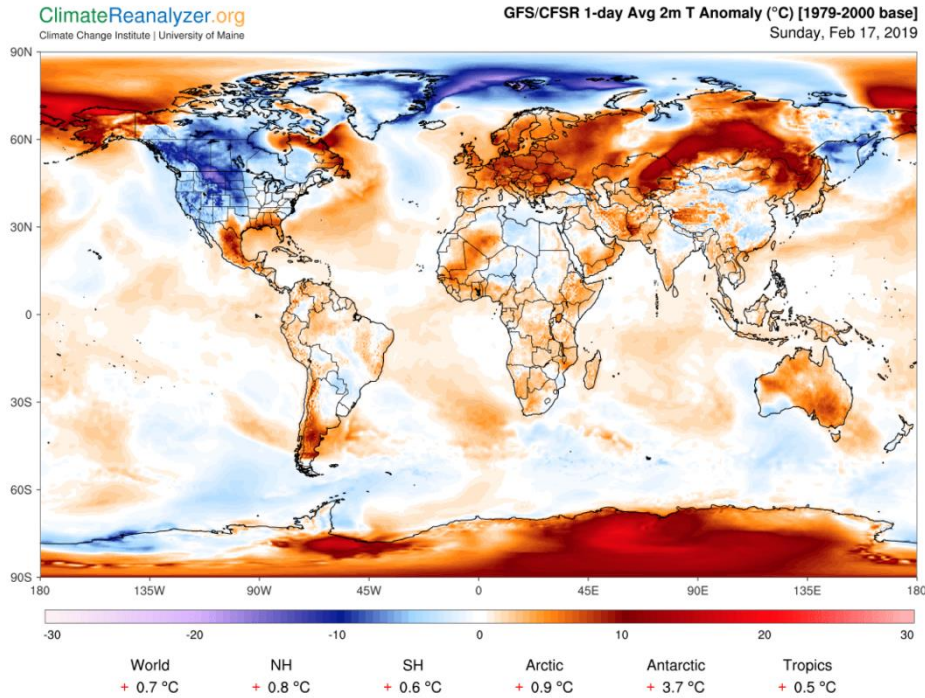 ClimateReanalyzer.org
Climate Change Institute | University of Maine
GFS/CFSR 1-day Avg 2m T Anomaly (°C) [1979-2000 base]
Sunday, Feb 17, 2019
90N
60N
30N
0
30S
60S
90S
180 135W 90W 45W 0 45E 90E 135E 180
-30 -20 -10 0 10 20 30
World NH SH Arctic Antarctic Tropics
+ 0.7 °C + 0.8 °C + 0.6 °C + 0.9 °C + 3.7 °C + 0.5 °C